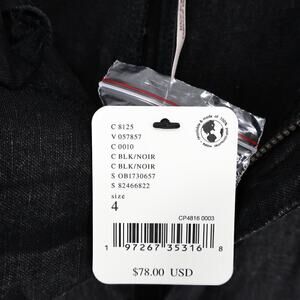 C 8125
V 057857
C 0010
C BLK/NOIR
C BLK/NOIR
S OB1730657
S 82466822
size
4
CP4816 0003
1 97267 35316 8
$78.00 USD